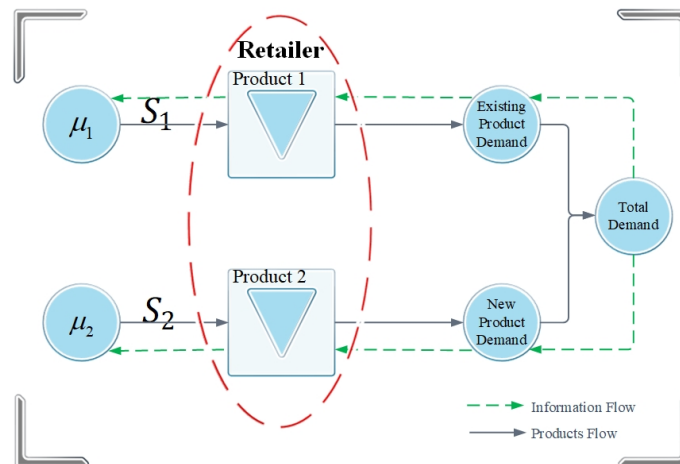 Retailer
Product 1
μ₁
S₁
Existing
Product
Demand
Total
Demand
Product 2
μ₂
S₂
New
Product
Demand
Information Flow
Products Flow